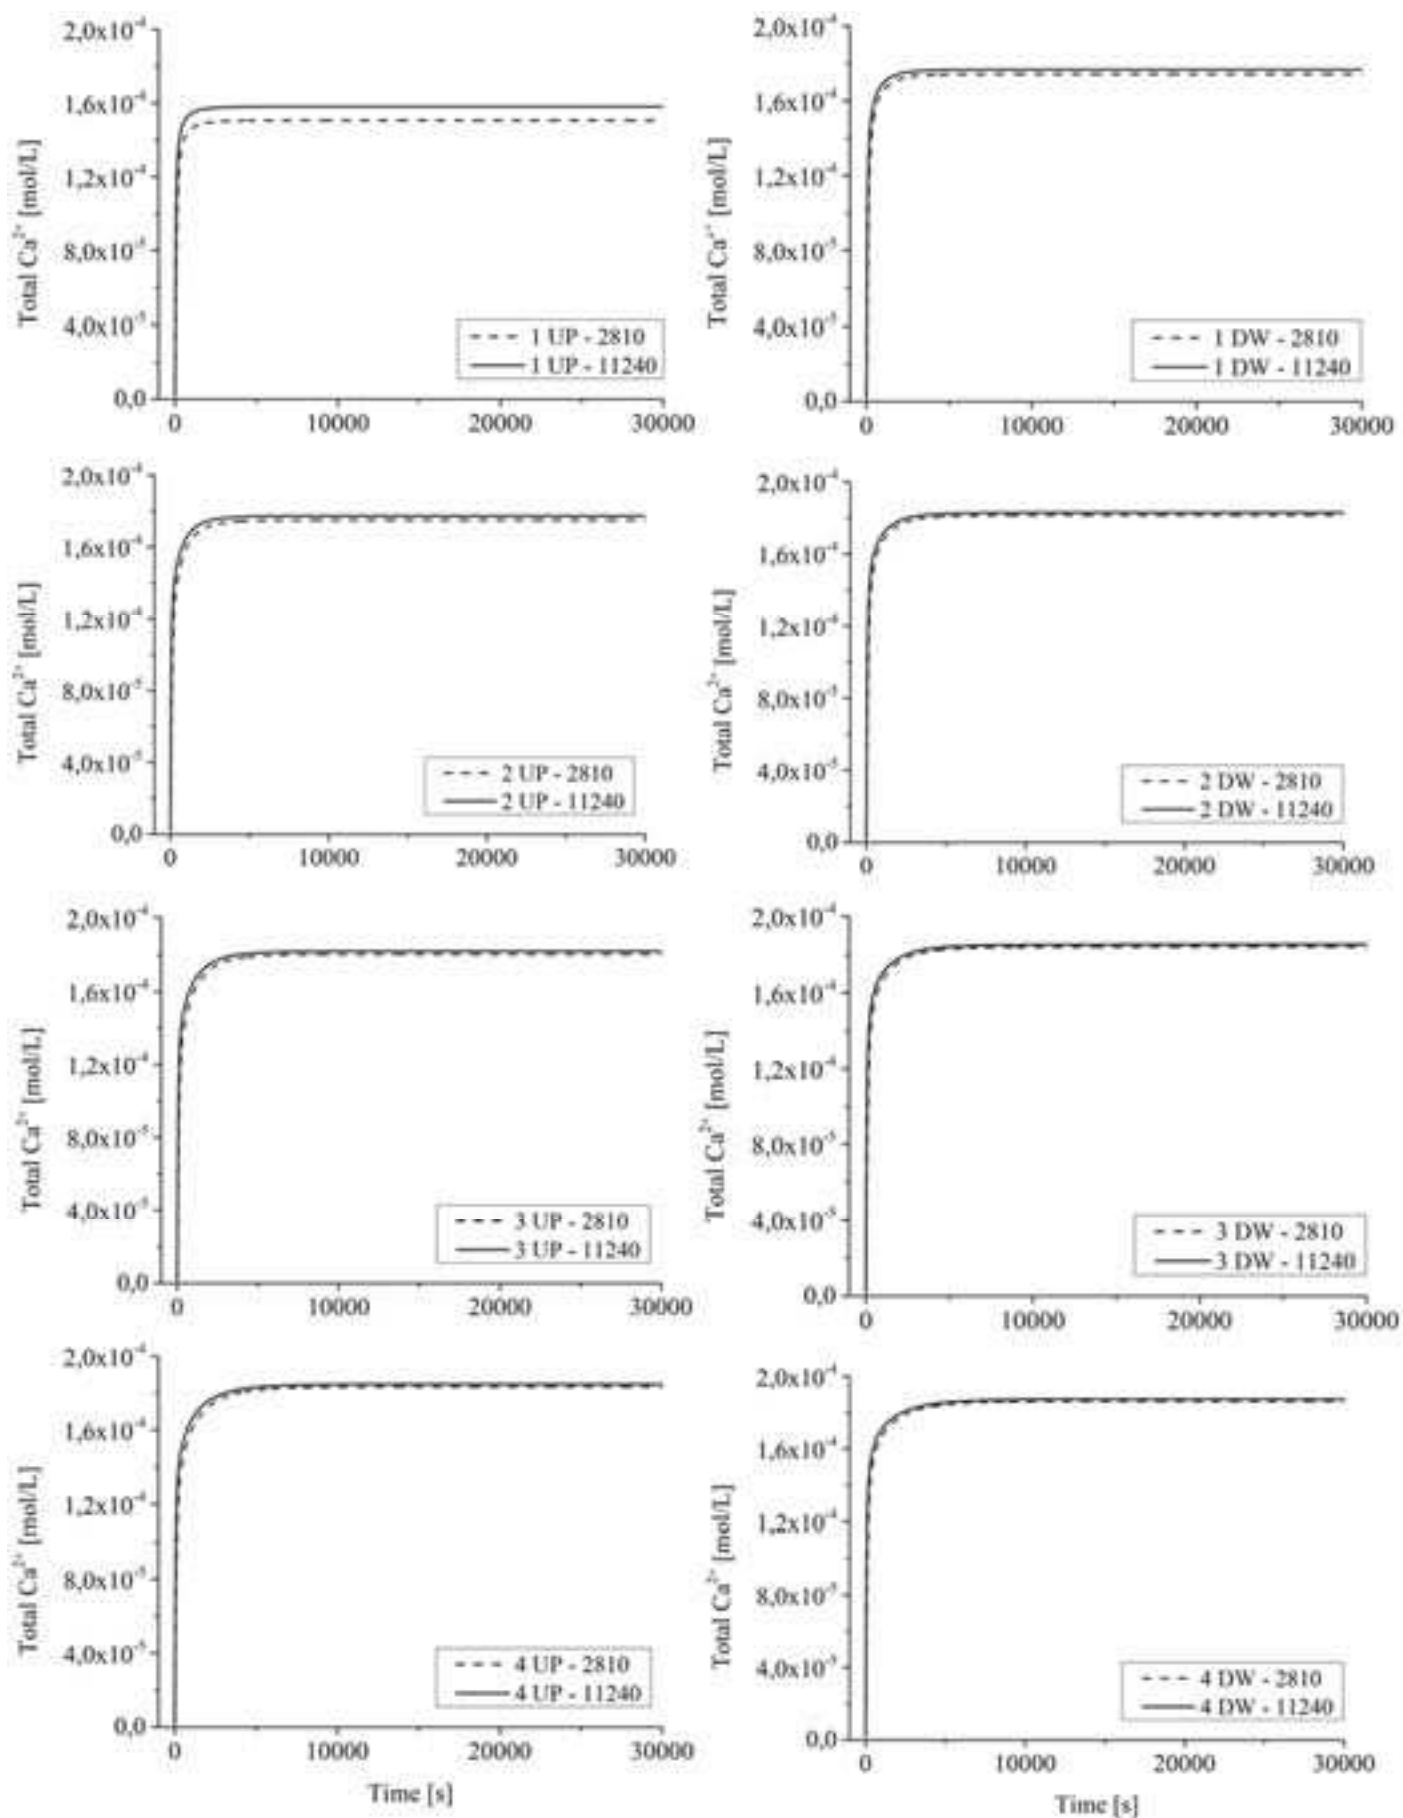 2,0x10⁻⁴
1,6x10⁻⁴
1,2x10⁻⁴
8,0x10⁻⁵
4,0x10⁻⁵
0,0
Total Ca²⁺ [mol/L]
1 UP - 2810
1 UP - 11240
0 10000 20000 30000
2,0x10⁻⁴
1,6x10⁻⁴
1,2x10⁻⁴
8,0x10⁻⁵
4,0x10⁻⁵
0,0
Total Ca²⁺ [mol/L]
1 DW - 2810
1 DW - 11240
0 10000 20000 30000
2,0x10⁻⁴
1,6x10⁻⁴
1,2x10⁻⁴
8,0x10⁻⁵
4,0x10⁻⁵
0,0
Total Ca²⁺ [mol/L]
2 UP - 2810
2 UP - 11240
0 10000 20000 30000
2,0x10⁻⁴
1,6x10⁻⁴
1,2x10⁻⁴
8,0x10⁻⁵
4,0x10⁻⁵
0,0
Total Ca²⁺ [mol/L]
2 DW - 2810
2 DW - 11240
0 10000 20000 30000
2,0x10⁻⁴
1,6x10⁻⁴
1,2x10⁻⁴
8,0x10⁻⁵
4,0x10⁻⁵
0,0
Total Ca²⁺ [mol/L]
3 UP - 2810
3 UP - 11240
0 10000 20000 30000
2,0x10⁻⁴
1,6x10⁻⁴
1,2x10⁻⁴
8,0x10⁻⁵
4,0x10⁻⁵
0,0
Total Ca²⁺ [mol/L]
3 DW - 2810
3 DW - 11240
0 10000 20000 30000
2,0x10⁻⁴
1,6x10⁻⁴
1,2x10⁻⁴
8,0x10⁻⁵
4,0x10⁻⁵
0,0
Total Ca²⁺ [mol/L]
4 UP - 2810
4 UP - 11240
0 10000 20000 30000
Time [s]
2,0x10⁻⁴
1,6x10⁻⁴
1,2x10⁻⁴
8,0x10⁻⁵
4,0x10⁻⁵
0,0
Total Ca²⁺ [mol/L]
4 DW - 2810
4 DW - 11240
0 10000 20000 30000
Time [s]